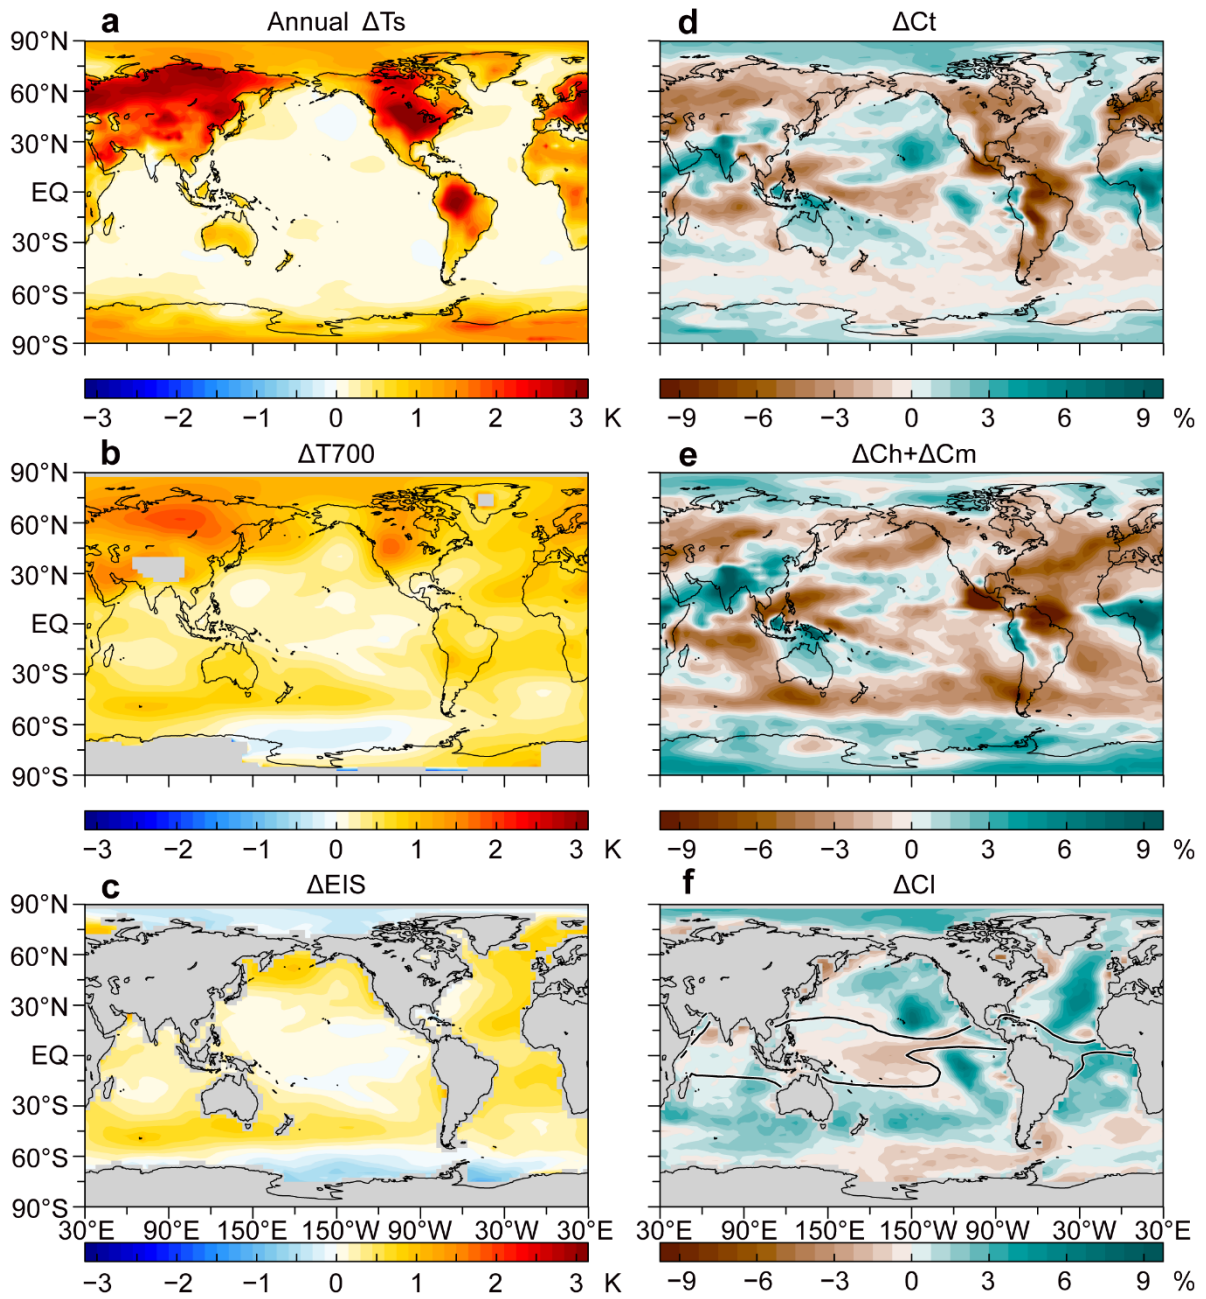 a Annual ΔTs
90°N
60°N
30°N
EQ
30°S
60°S
90°S
−3 −2 −1 0 1 2 3 K
d ΔCt
−9 −6 −3 0 3 6 9 %
b ΔT700
90°N
60°N
30°N
EQ
30°S
60°S
90°S
−3 −2 −1 0 1 2 3 K
e ΔCh+ΔCm
−9 −6 −3 0 3 6 9 %
c ΔEIS
90°N
60°N
30°N
EQ
30°S
60°S
90°S
30°E 90°E 150°E 150°W 90°W 30°W 30°E
−3 −2 −1 0 1 2 3 K
f ΔCl
30°E 90°E 150°E 150°W 90°W 30°W 30°E
−9 −6 −3 0 3 6 9 %